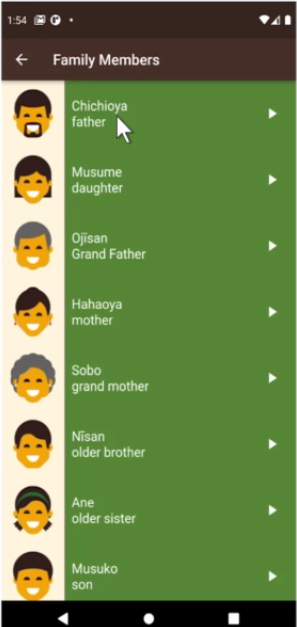 1:54
Family Members
Chichioya
father
Musume
daughter
Ojīsan
Grand Father
Hahaoya
mother
Sobo
grand mother
Nīsan
older brother
Ane
older sister
Musuko
son